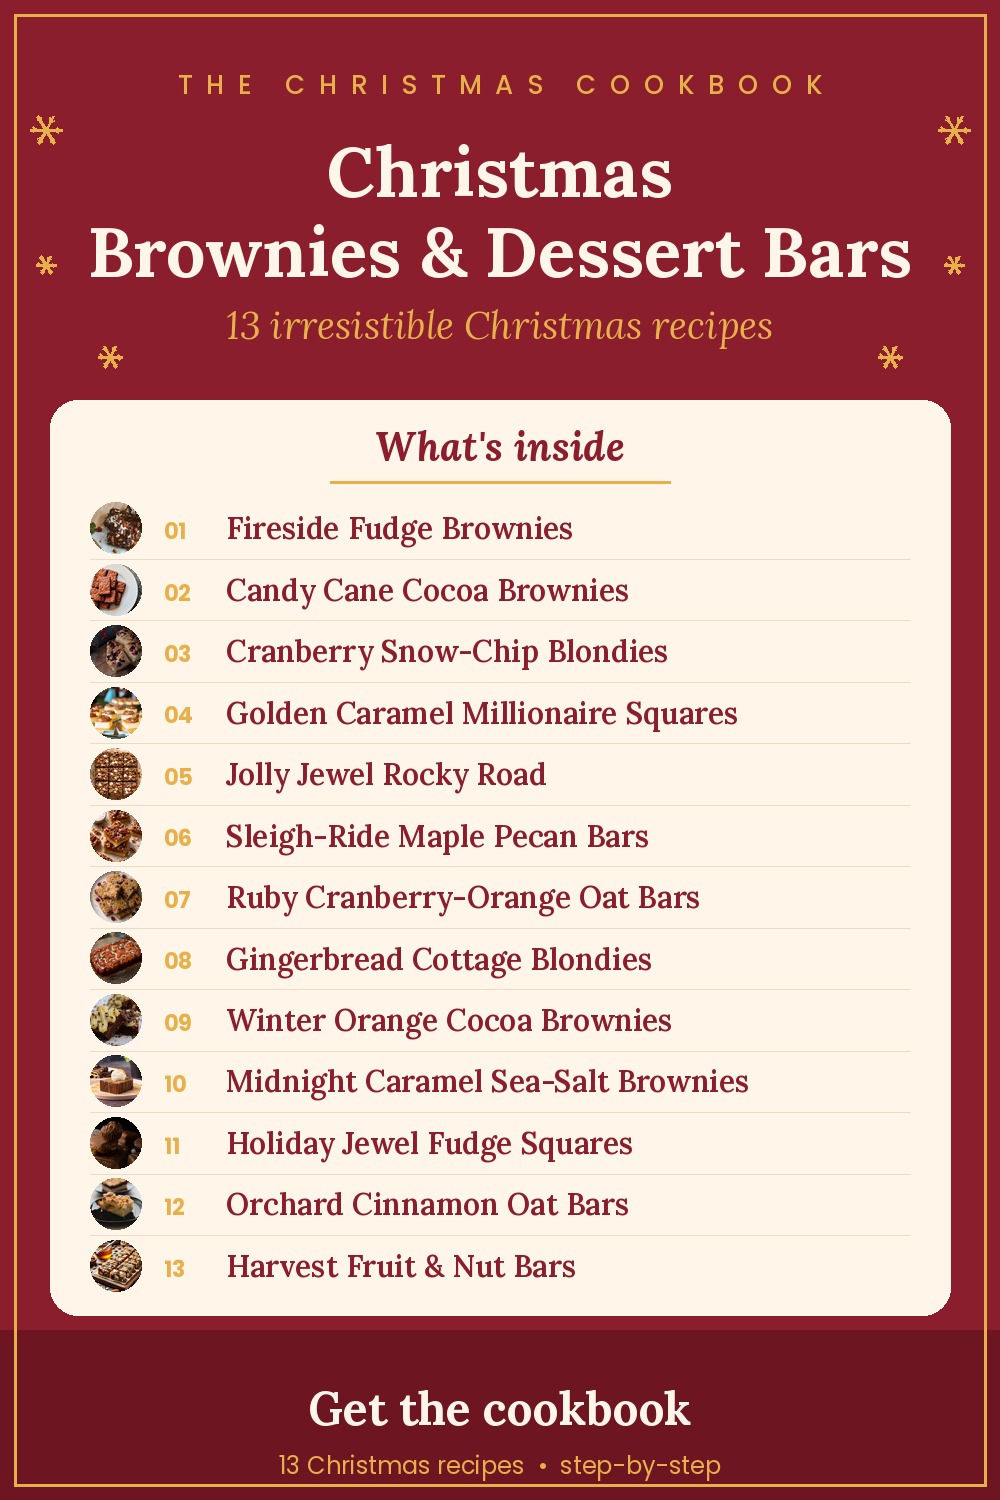 THE CHRISTMAS COOKBOOK
Christmas
Brownies & Dessert Bars
13 irresistible Christmas recipes
What's inside
01 Fireside Fudge Brownies
02 Candy Cane Cocoa Brownies
03 Cranberry Snow-Chip Blondies
04 Golden Caramel Millionaire Squares
05 Jolly Jewel Rocky Road
06 Sleigh-Ride Maple Pecan Bars
07 Ruby Cranberry-Orange Oat Bars
08 Gingerbread Cottage Blondies
09 Winter Orange Cocoa Brownies
10 Midnight Caramel Sea-Salt Brownies
11 Holiday Jewel Fudge Squares
12 Orchard Cinnamon Oat Bars
13 Harvest Fruit & Nut Bars
Get the cookbook
13 Christmas recipes • step-by-step